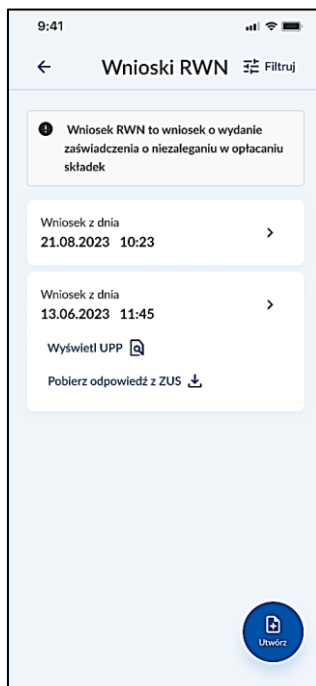 9:41
Wnioski RWN
Filtruj
Wniosek RWN to wniosek o wydanie
zaświadczenia o niezaleganiu w opłacaniu
składek
Wniosek z dnia
21.08.2023 10:23
Wniosek z dnia
13.06.2023 11:45
Wyświetl UPP
Pobierz odpowiedź z ZUS
Utwórz